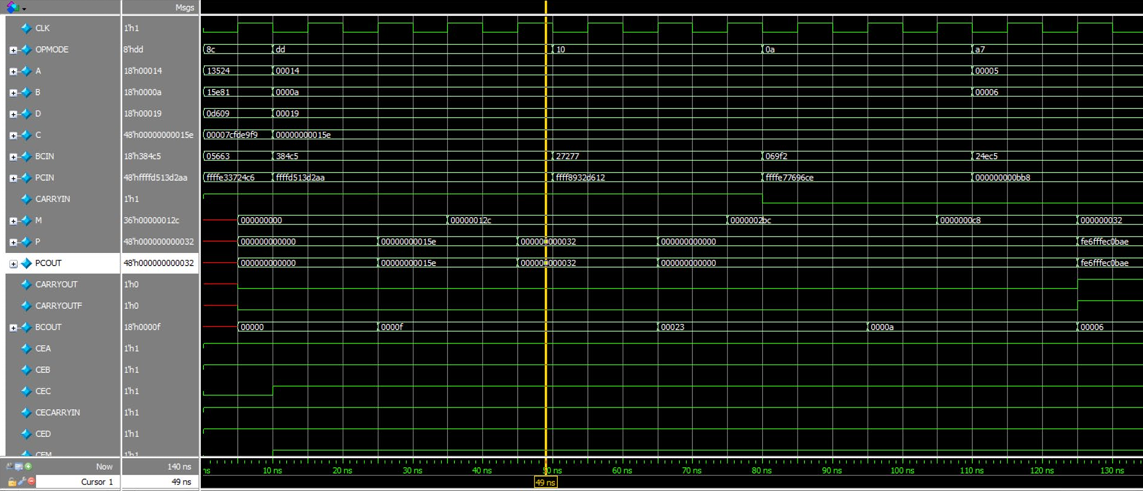 Msgs
CLK 1'h1
OPMODE 8'hdd 8c dd 10 0a a7
A 18'h00014 13524 00014 00005
B 18'h0000a 15e81 0000a 00006
D 18'h00019 0d609 00019
C 48'h00000000015e 00007cfde9f9 00000000015e
BCIN 18'h384c5 05663 384c5 27277 069f2 24ec5
PCIN 48'hffffd513d2aa ffffe33724c6 ffffd513d2aa ffff8932d612 ffffe77696ce 000000000bb8
CARRYIN 1'h1
M 36'h00000012c 000000000 00000012c 0000002bc 0000000c8 000000032
P 48'h000000000032 000000000000 00000000015e 000000000032 000000000000 fe6fffec0bae
PCOUT 48'h000000000032 000000000000 00000000015e 000000000032 000000000000 fe6fffec0bae
CARRYOUT 1'h0
CARRYOUTF 1'h0
BCOUT 18'h0000f 00000 0000f 00023 0000a 00006
CEA 1'h1
CEB 1'h1
CEC 1'h1
CECARRYIN 1'h1
CED 1'h1
CEM 1'h1
Now 140 ns ns 10 ns 20 ns 30 ns 40 ns 50 ns 60 ns 70 ns 80 ns 90 ns 100 ns 110 ns 120 ns 130 ns
Cursor 1 49 ns 49 ns